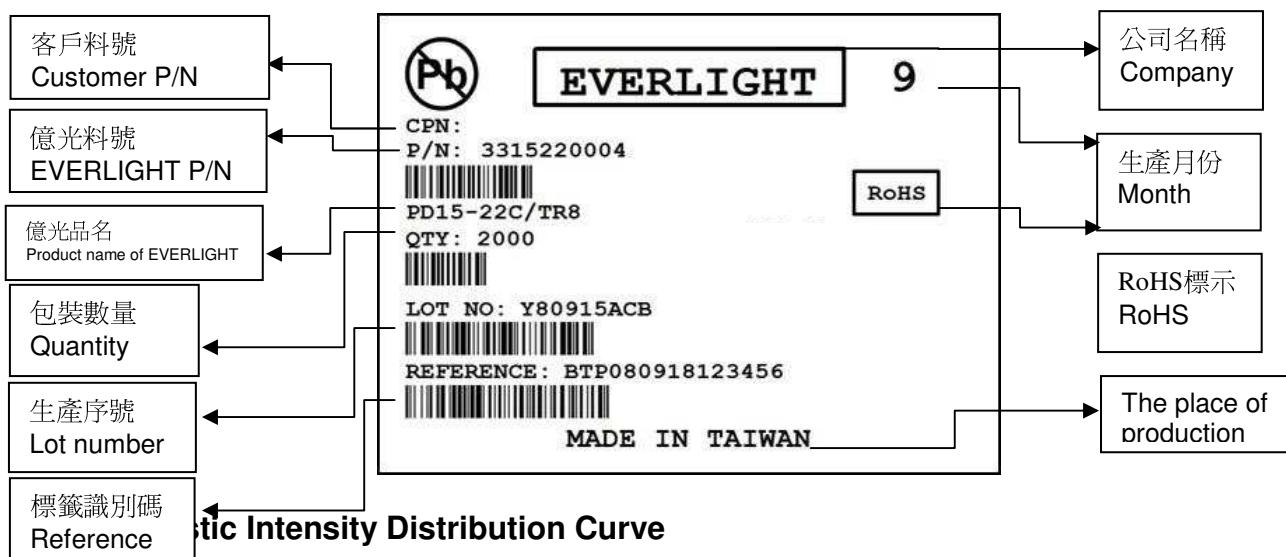 客戶料號
Customer P/N
億光料號
EVERLIGHT P/N
億光品名
Product name of EVERLIGHT
包裝數量
Quantity
生產序號
Lot number
標籤識別碼
Reference
Pb
EVERLIGHT
9
CPN:
P/N: 3315220004
RoHS
PD15-22C/TR8
QTY: 2000
LOT NO: Y80915ACB
REFERENCE: BTP080918123456
MADE IN TAIWAN
公司名稱
Company
生產月份
Month
RoHS標示
RoHS
The place of
production
stic Intensity Distribution Curve